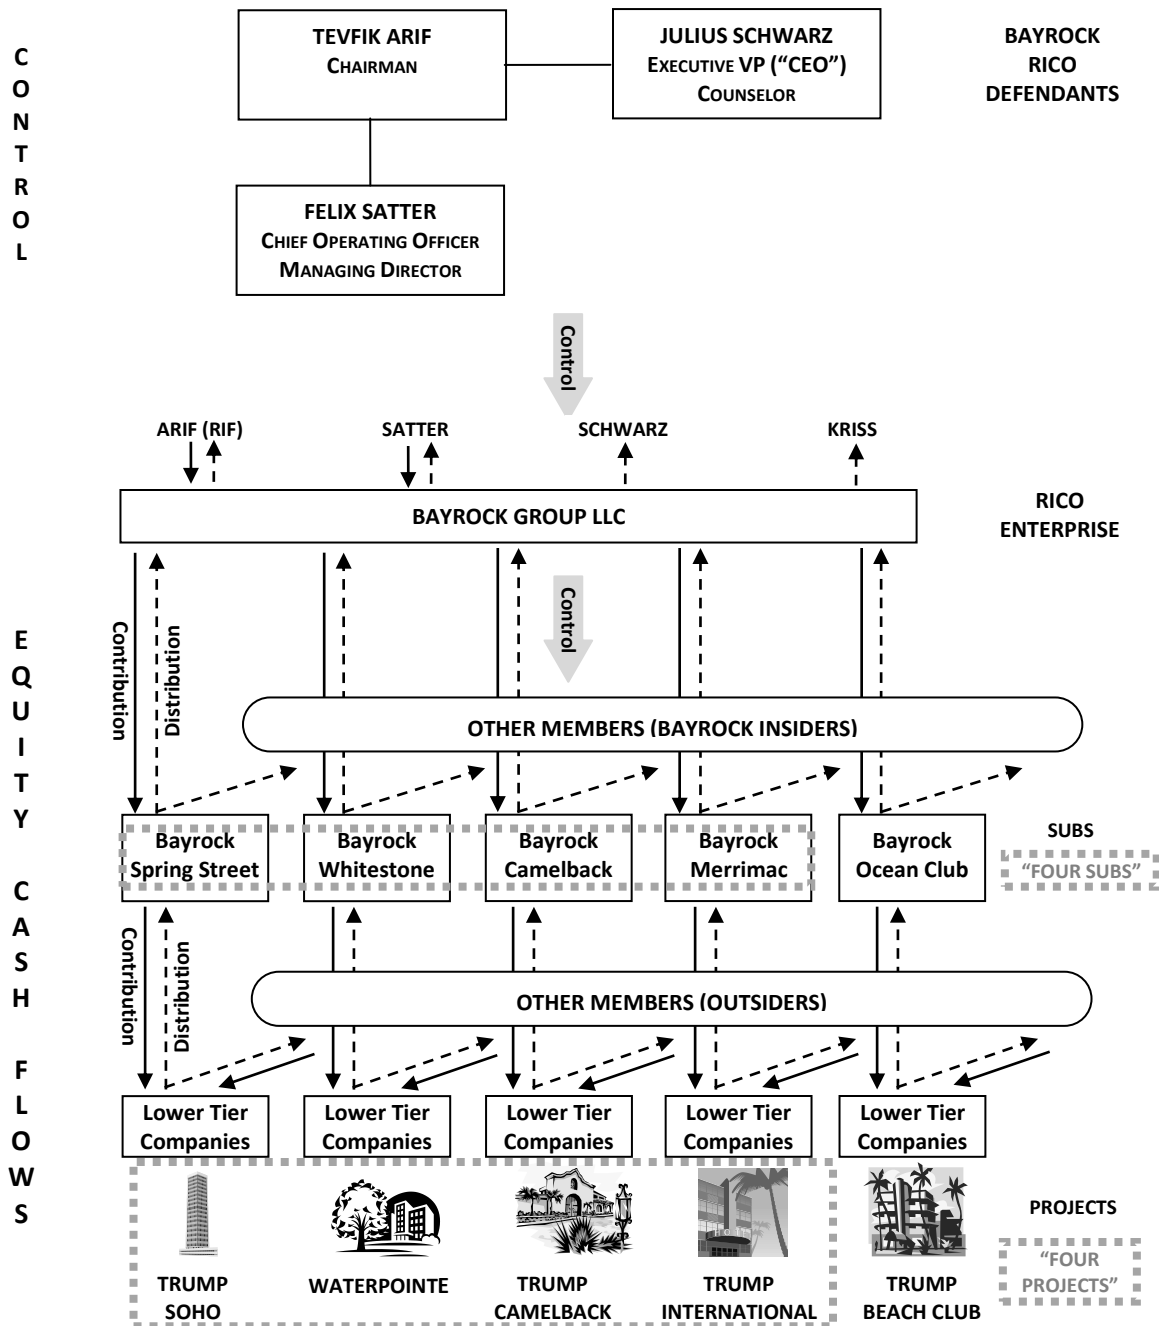 CONTROL
TEVFIK ARIF
CHAIRMAN
JULIUS SCHWARZ
EXECUTIVE VP (“CEO”)
COUNSELOR
BAYROCK
RICO
DEFENDANTS
FELIX SATTER
CHIEF OPERATING OFFICER
MANAGING DIRECTOR
Control
ARIF (RIF)
SATTER
SCHWARZ
KRISS
BAYROCK GROUP LLC
RICO
ENTERPRISE
EQUITY CASH FLOWS
Contribution
Distribution
Control
OTHER MEMBERS (BAYROCK INSIDERS)
Bayrock
Spring Street
Bayrock
Whitestone
Bayrock
Camelback
Bayrock
Merrimac
Bayrock
Ocean Club
SUBS
“FOUR SUBS”
Contribution
Distribution
OTHER MEMBERS (OUTSIDERS)
Lower Tier
Companies
Lower Tier
Companies
Lower Tier
Companies
Lower Tier
Companies
Lower Tier
Companies
TRUMP
SOHO
WATERPOINTE
TRUMP
CAMELBACK
TRUMP
INTERNATIONAL
TRUMP
BEACH CLUB
PROJECTS
“FOUR
PROJECTS”